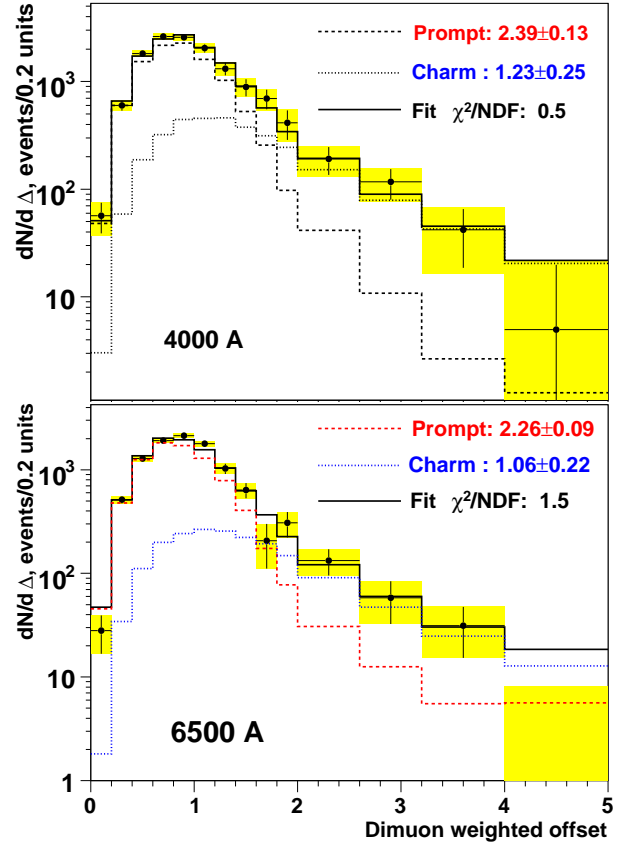 Prompt: 2.39±0.13
Charm : 1.23±0.25
Fit χ²/NDF: 0.5
dN/d Δ, events/0.2 units
10³
10²
10
4000 A
Prompt: 2.26±0.09
Charm : 1.06±0.22
Fit χ²/NDF: 1.5
dN/d Δ, events/0.2 units
10³
10²
10
1
6500 A
0 1 2 3 4 5
Dimuon weighted offset